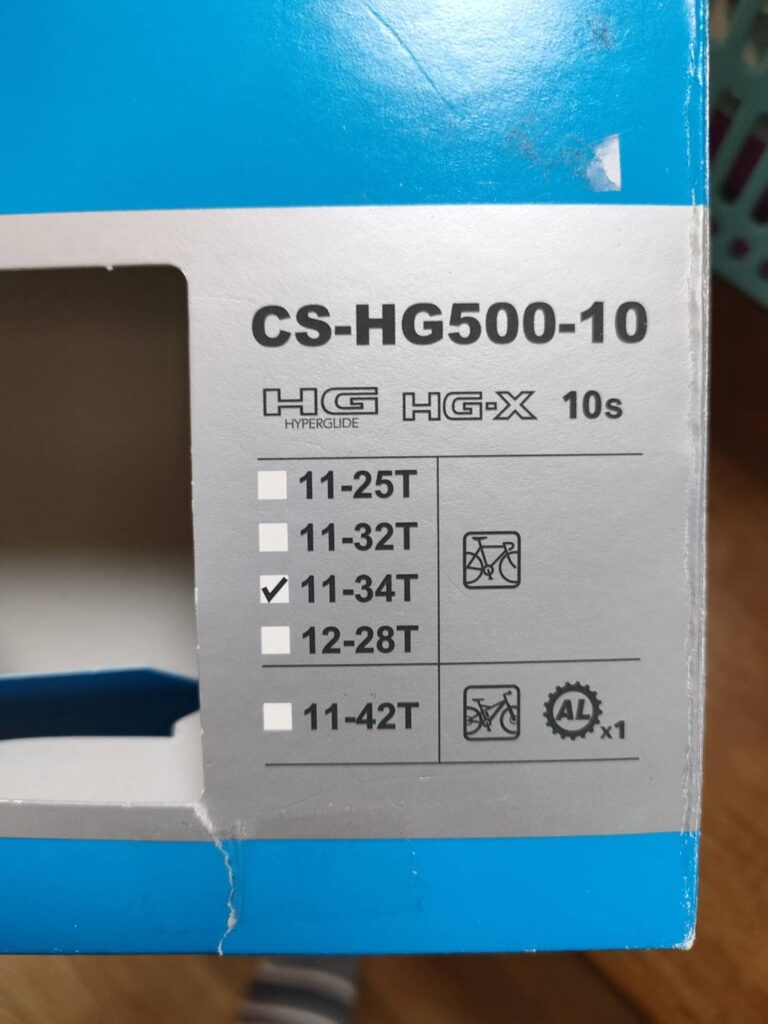 CS-HG500-10
HG HYPERGLIDE HG-X 10s
11-25T
11-32T
11-34T
12-28T
11-42T AL x1